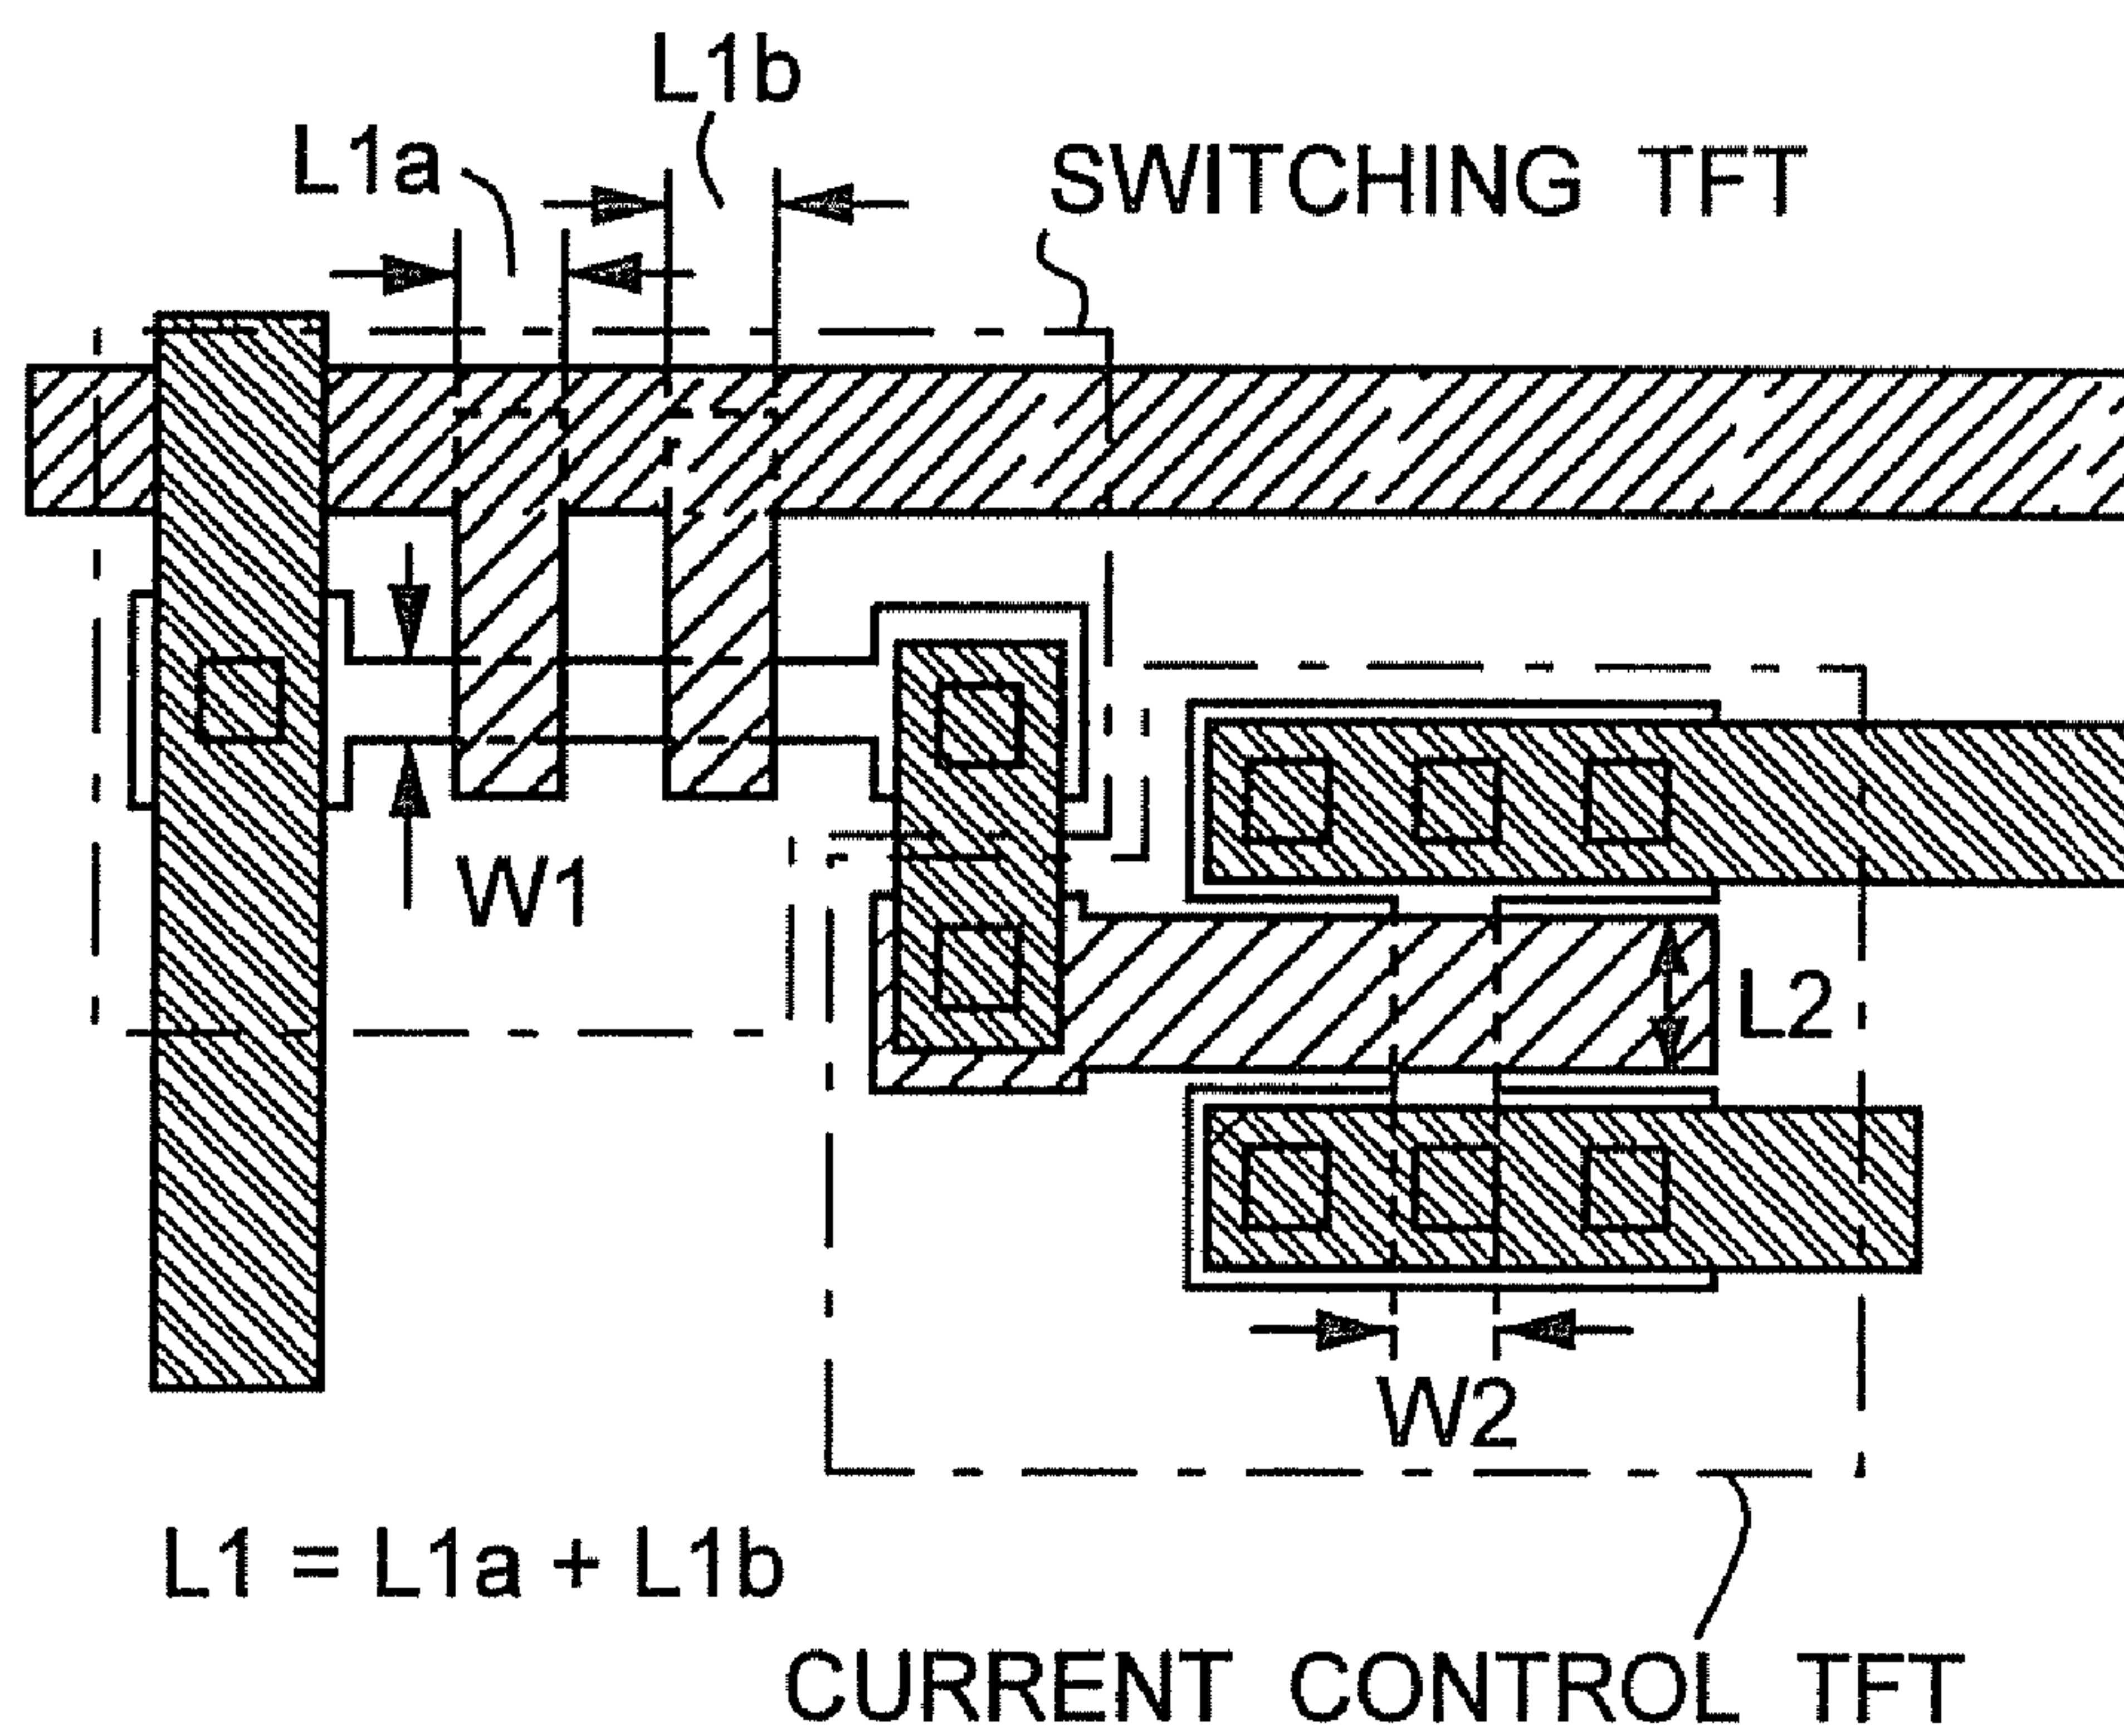 L1b
L1a
SWITCHING TFT
W1
L2
W2
L1 = L1a + L1b
CURRENT CONTROL TFT